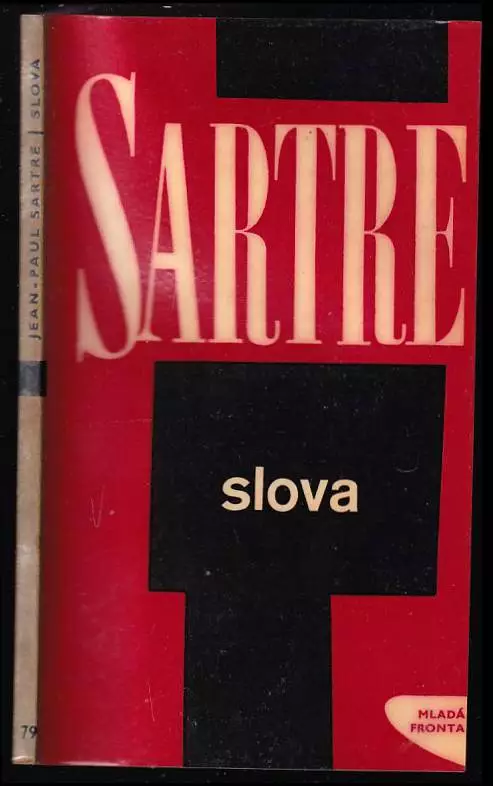 JEAN-PAUL SARTRE | SLOVA
79
SARTRE
slova
MLADÁ
FRONTA